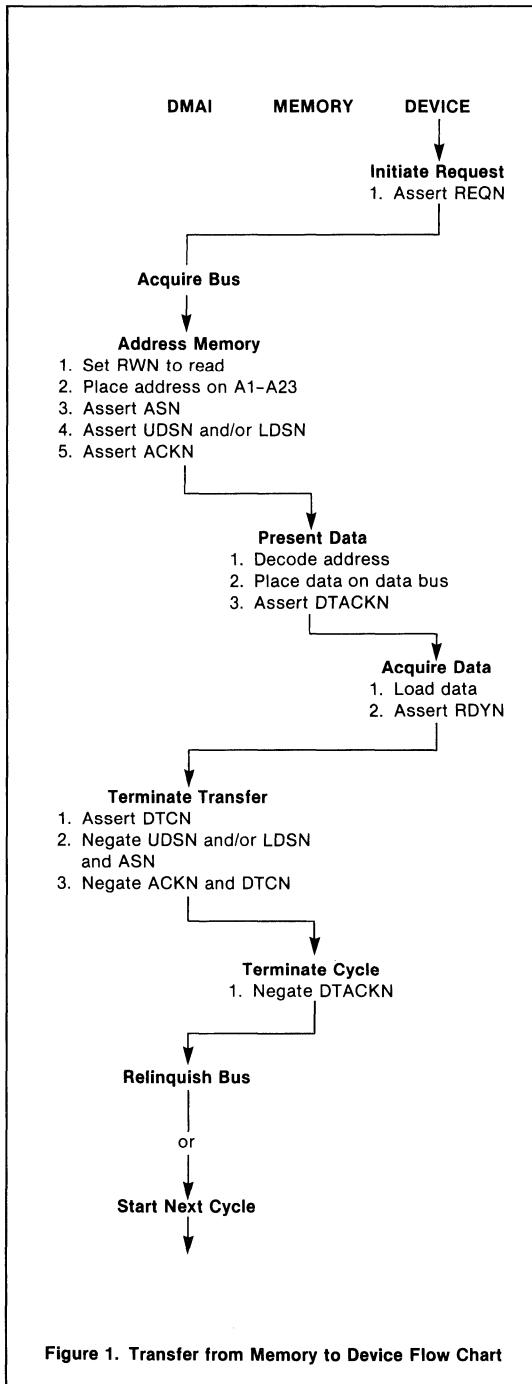 DMAI MEMORY DEVICE
Initiate Request
1. Assert REQN
Acquire Bus
Address Memory
1. Set RWN to read
2. Place address on A1–A23
3. Assert ASN
4. Assert UDSN and/or LDSN
5. Assert ACKN
Present Data
1. Decode address
2. Place data on data bus
3. Assert DTACKN
Acquire Data
1. Load data
2. Assert RDYN
Terminate Transfer
1. Assert DTCN
2. Negate UDSN and/or LDSN
and ASN
3. Negate ACKN and DTCN
Terminate Cycle
1. Negate DTACKN
Relinquish Bus
or
Start Next Cycle
Figure 1. Transfer from Memory to Device Flow Chart